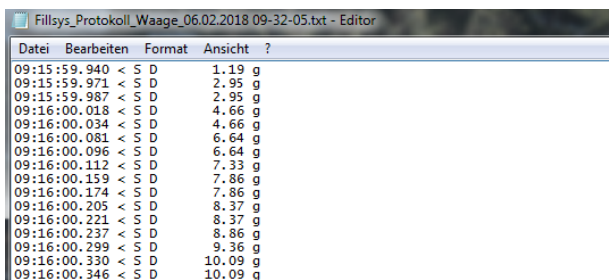 Fillsys_Protokoll_Waage_06.02.2018 09-32-05.txt - Editor
Datei Bearbeiten Format Ansicht ?
09:15:59.940 < S D 1.19 g
09:15:59.971 < S D 2.95 g
09:15:59.987 < S D 2.95 g
09:16:00.018 < S D 4.66 g
09:16:00.034 < S D 4.66 g
09:16:00.081 < S D 6.64 g
09:16:00.096 < S D 6.64 g
09:16:00.112 < S D 7.33 g
09:16:00.159 < S D 7.86 g
09:16:00.174 < S D 7.86 g
09:16:00.205 < S D 8.37 g
09:16:00.221 < S D 8.37 g
09:16:00.237 < S D 8.86 g
09:16:00.299 < S D 9.36 g
09:16:00.330 < S D 10.09 g
09:16:00.346 < S D 10.09 g